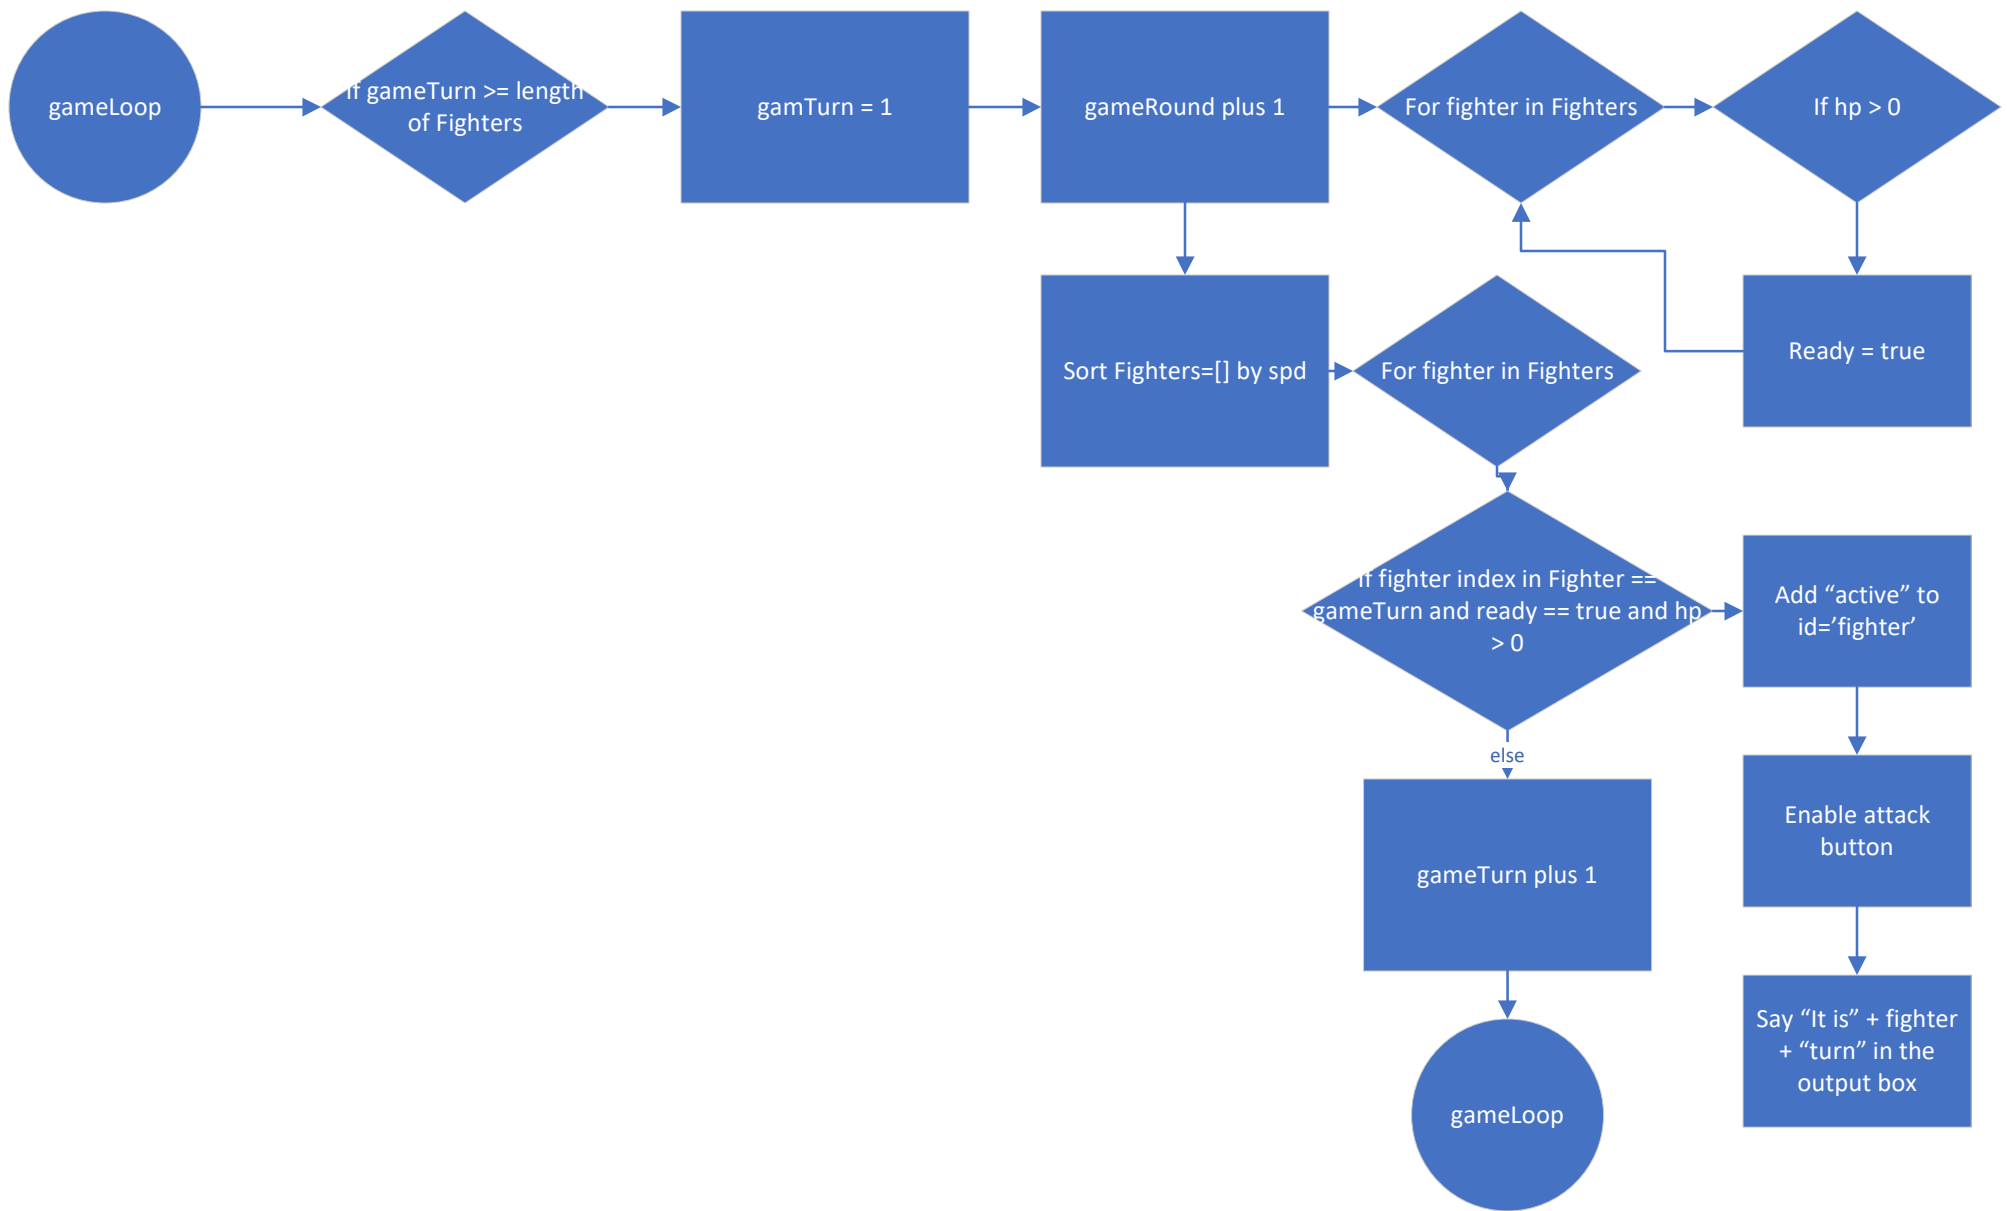 gameLoop
If gameTurn >= length
of Fighters
gamTurn = 1
gameRound plus 1
For fighter in Fighters
If hp > 0
Sort Fighters=[] by spd
For fighter in Fighters
Ready = true
If fighter index in Fighter ==
gameTurn and ready == true and hp
> 0
Add “active” to
id=’fighter’
else
gameTurn plus 1
Enable attack
button
gameLoop
Say “It is” + fighter
+ “turn” in the
output box